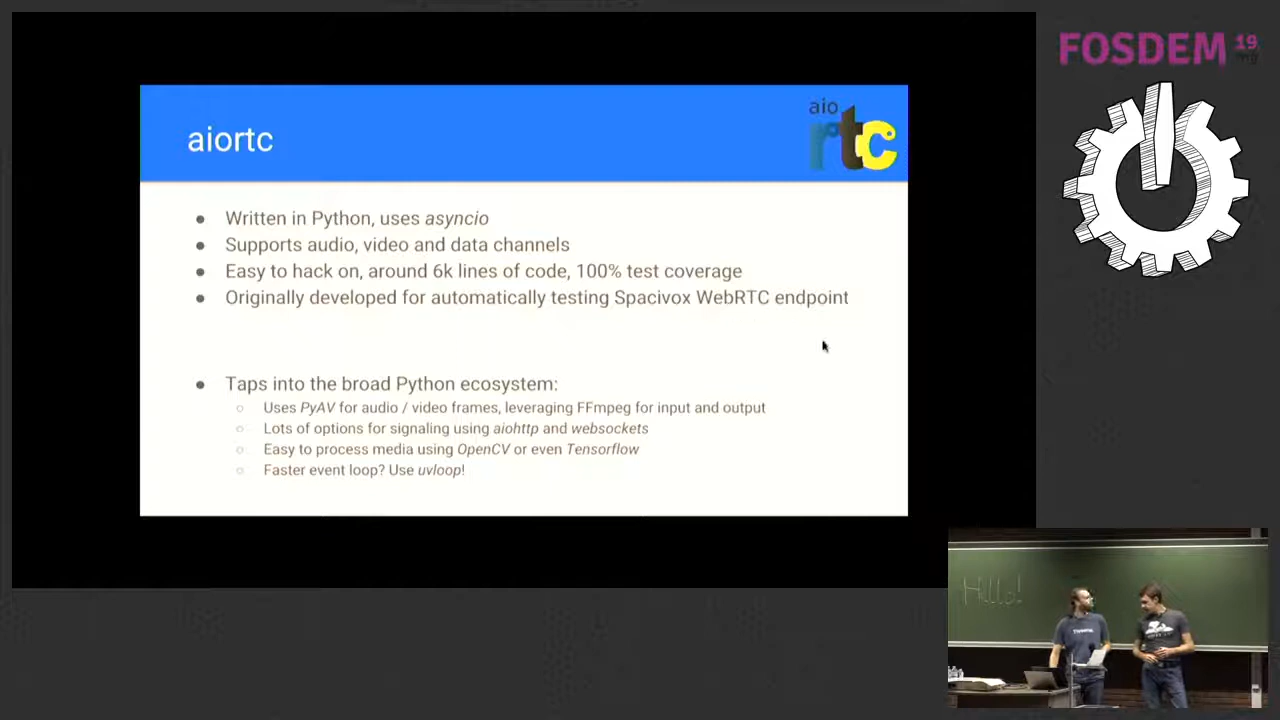 FOSDEM 19
.org
aiortc
aio
rtc
● Written in Python, uses asyncio
● Supports audio, video and data channels
● Easy to hack on, around 6k lines of code, 100% test coverage
● Originally developed for automatically testing Spacivox WebRTC endpoint
● Taps into the broad Python ecosystem:
○ Uses PyAV for audio / video frames, leveraging FFmpeg for input and output
○ Lots of options for signaling using aiohttp and websockets
○ Easy to process media using OpenCV or even Tensorflow
○ Faster event loop? Use uvloop!
Hello!